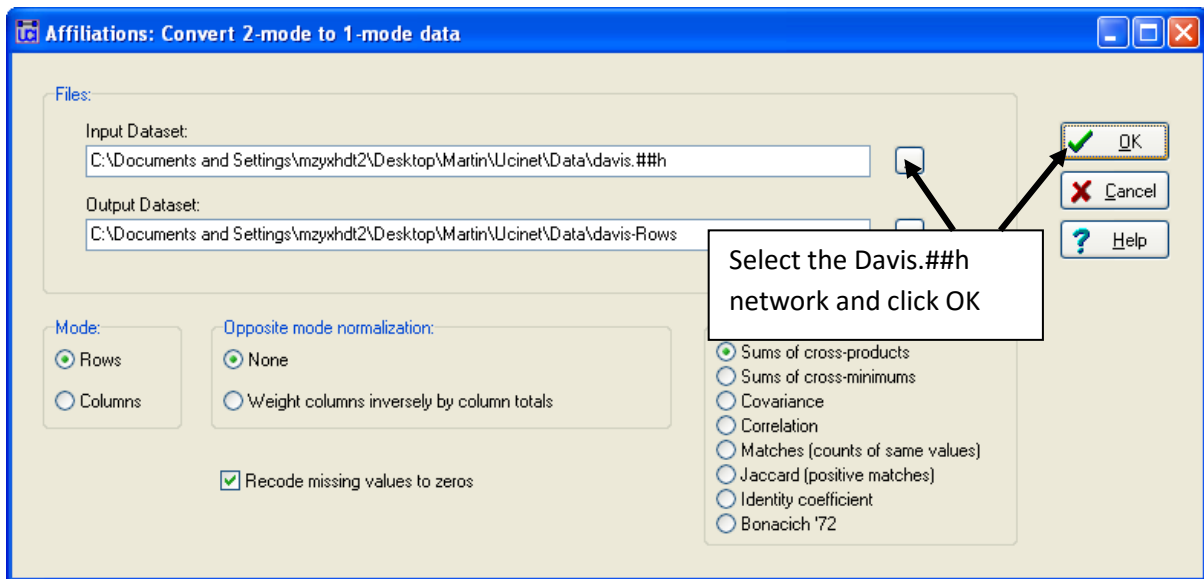 Affiliations: Convert 2-mode to 1-mode data
Files:
Input Dataset:
C:\Documents and Settings\mzyxhdt2\Desktop\Martin\Ucinet\Data\davis.##h
Output Dataset:
C:\Documents and Settings\mzyxhdt2\Desktop\Martin\Ucinet\Data\davis-Rows
OK
Cancel
Help
Select the Davis.##h
network and click OK
Mode:
Rows
Columns
Opposite mode normalization:
None
Weight columns inversely by column totals
Recode missing values to zeros
Sums of cross-products
Sums of cross-minimums
Covariance
Correlation
Matches (counts of same values)
Jaccard (positive matches)
Identity coefficient
Bonacich '72